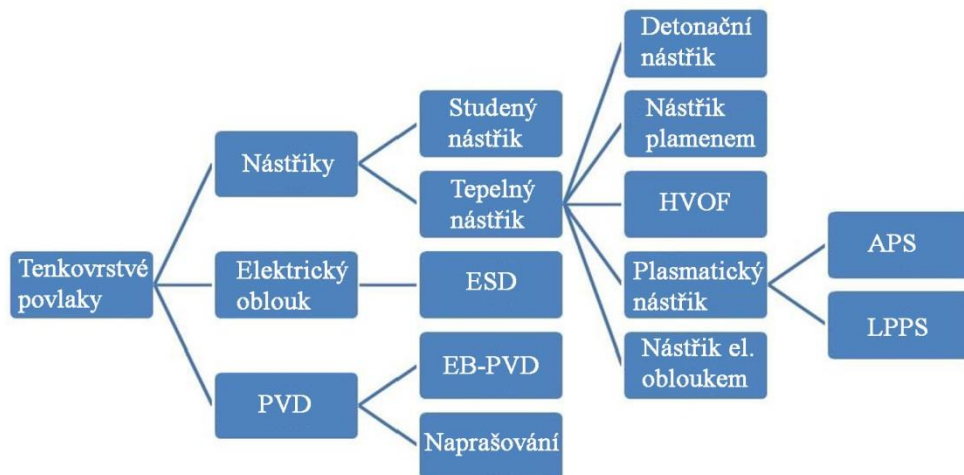 Tenkovrstvé
povlaky
Nástřiky
Elektrický
oblouk
PVD
Studený
nástřik
Tepelný
nástřik
ESD
EB-PVD
Naprašování
Detonační
nástřik
Nástřik
plamenem
HVOF
Plasmatický
nástřik
Nástřik el.
obloukem
APS
LPPS